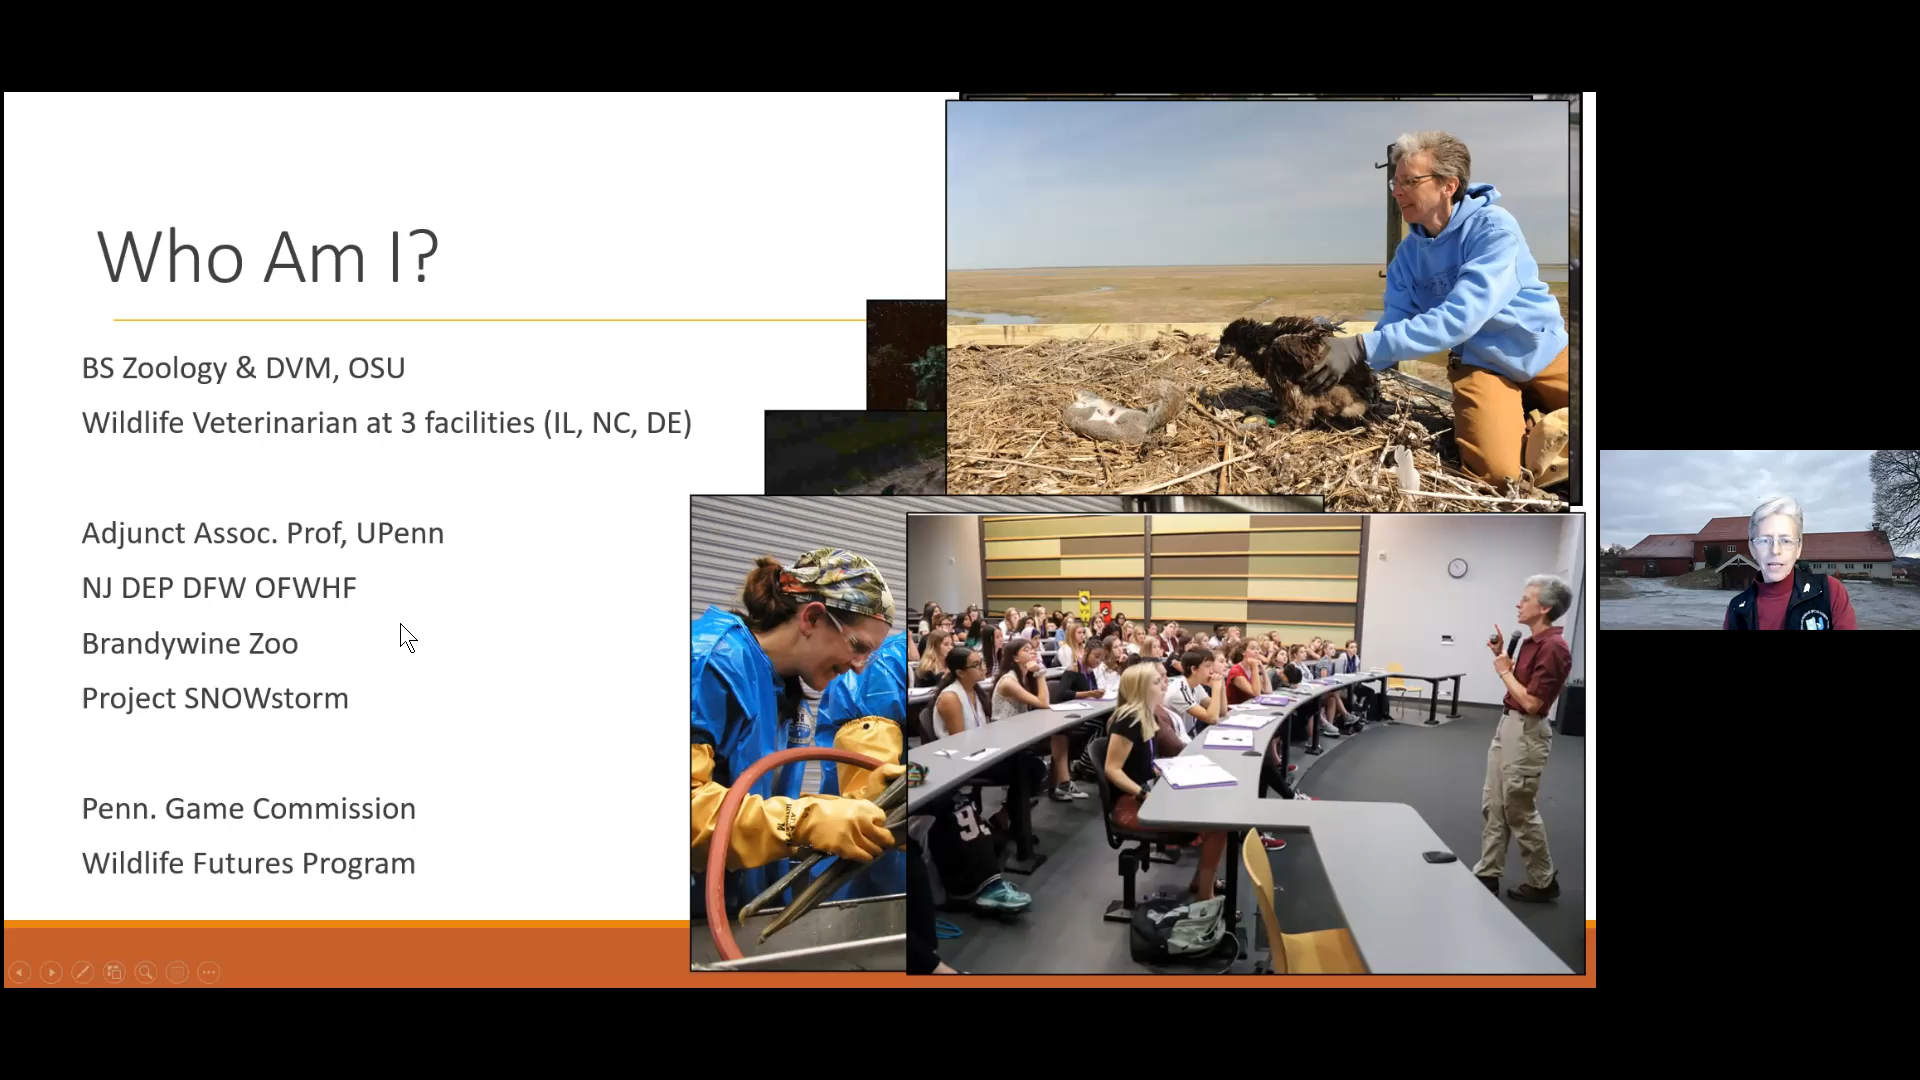 Who Am I?
BS Zoology & DVM, OSU
Wildlife Veterinarian at 3 facilities (IL, NC, DE)
Adjunct Assoc. Prof, UPenn
NJ DEP DFW OFWHF
Brandywine Zoo
Project SNOWstorm
Penn. Game Commission
Wildlife Futures Program